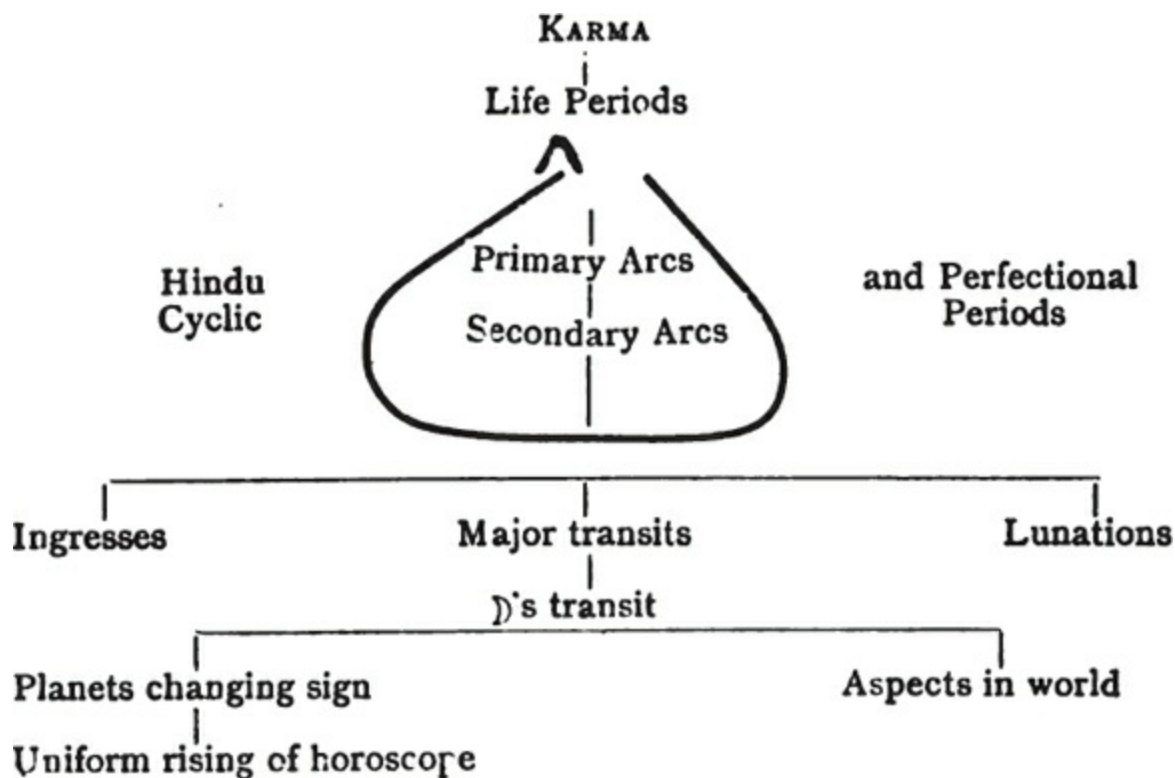 KARMA
Life Periods
Primary Arcs
Hindu
Cyclic
and Perfectional
Periods
Secondary Arcs
Ingresses
Major transits
Lunations
☽'s transit
Planets changing sign
Aspects in world
Uniform rising of horoscope